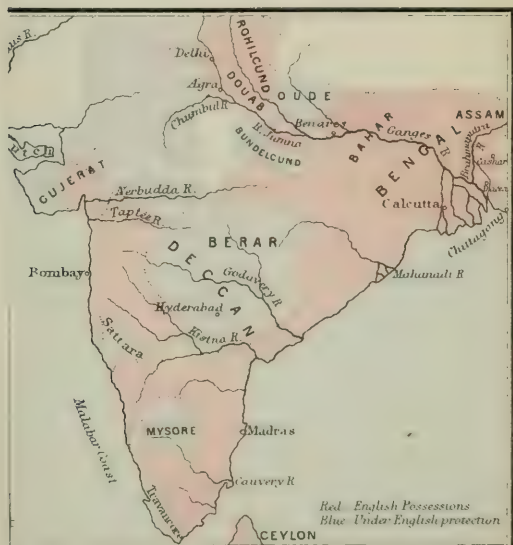 ROHILCUND
Delhi
DOUAB
OUDE
Agra
Chumbul R
R. Jumna
Benares
BAHAR
Ganges R
ASSAM
BUNDELCUND
BENGAL
Cashar
GUJERAT
Nerbudda R.
Calcutta
Taptee R
Chittagong
BERAR
DECCAN
Bombay
Godavery R
Mahanadi R
Hyderabad
Kistna R
Sattara
MYSORE
Madras
Malabar Coast
Cauvery R
Travancore
Red English Possessions
Blue Under English protection
CEYLON